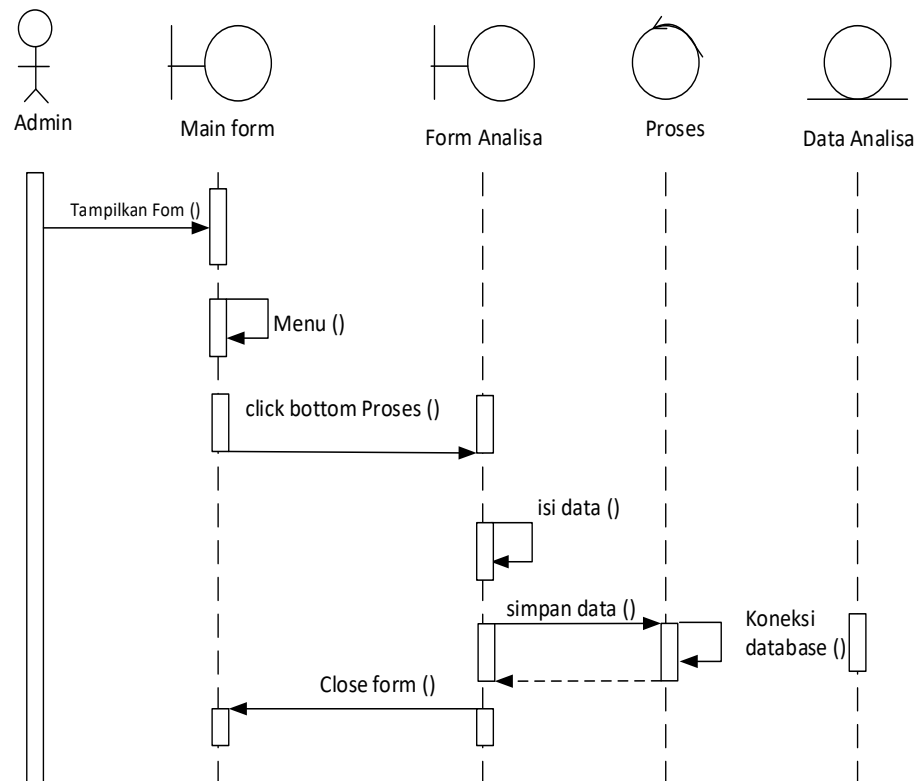 Admin
Main form
Form Analisa
Proses
Data Analisa
Tampilkan Fom ()
Menu ()
click bottom Proses ()
isi data ()
simpan data ()
Koneksi
database ()
Close form ()